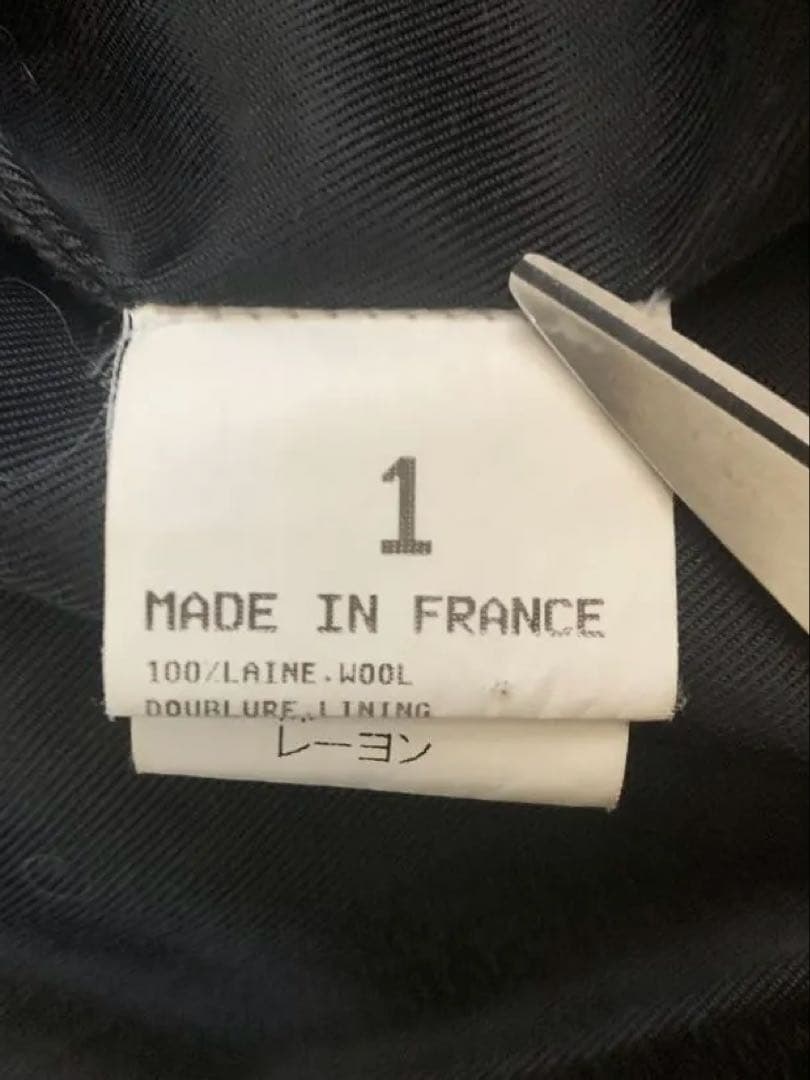 1
MADE IN FRANCE
100%LAINE.WOOL
DOUBLURE.LINING
レーヨン